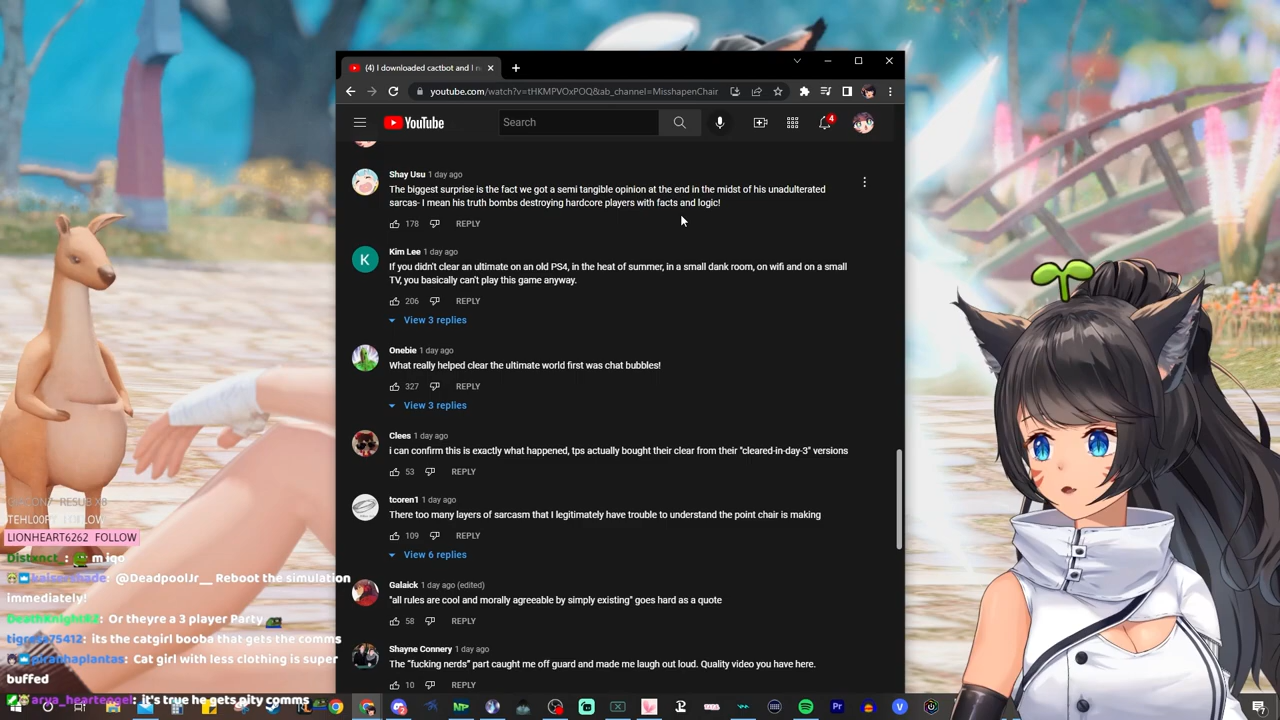 (4) I downloaded cactbot and I n
youtube.com/watch?v=tHKMPVOxPOQ&ab_channel=MisshapenChair
YouTube
Search
4
Shay Usu 1 day ago
The biggest surprise is the fact we got a semi tangible opinion at the end in the midst of his unadulterated
sarcas- I mean his truth bombs destroying hardcore players with facts and logic!
178 REPLY
K
Kim Lee 1 day ago
If you didn't clear an ultimate on an old PS4, in the heat of summer, in a small dank room, on wifi and on a small
TV, you basically can't play this game anyway.
206 REPLY
View 3 replies
Onebie 1 day ago
What really helped clear the ultimate world first was chat bubbles!
327 REPLY
View 3 replies
Clees 1 day ago
i can confirm this is exactly what happened, tps actually bought their clear from their "cleared-in-day-3" versions
53 REPLY
tcoren1 1 day ago
There too many layers of sarcasm that I legitimately have trouble to understand the point chair is making
109 REPLY
View 6 replies
Galaick 1 day ago (edited)
"all rules are cool and morally agreeable by simply existing" goes hard as a quote
58 REPLY
Shayne Connery 1 day ago
The "fucking nerds" part caught me off guard and made me laugh out loud. Quality video you have here.
10 REPLY
RESUB X8
FOLLOW
LIONHEART6262 FOLLOW
Distxnct : m iqo
kaisershade: @DeadpoolJr__ Reboot the simulation
immediately!
Or theyre a 3 player Party
75412: its the catgirl booba that gets the comms
piranhaplantas: Cat girl with less clothing is super
buffed
arya_heartengel: it's true he gets pity comms